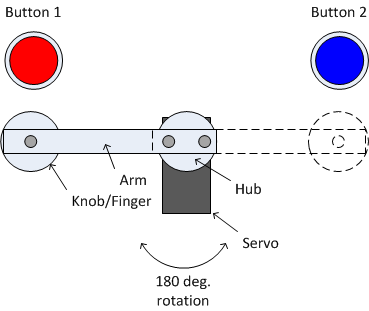 Button 1
Button 2
Arm
Knob/Finger
Hub
Servo
180 deg.
rotation